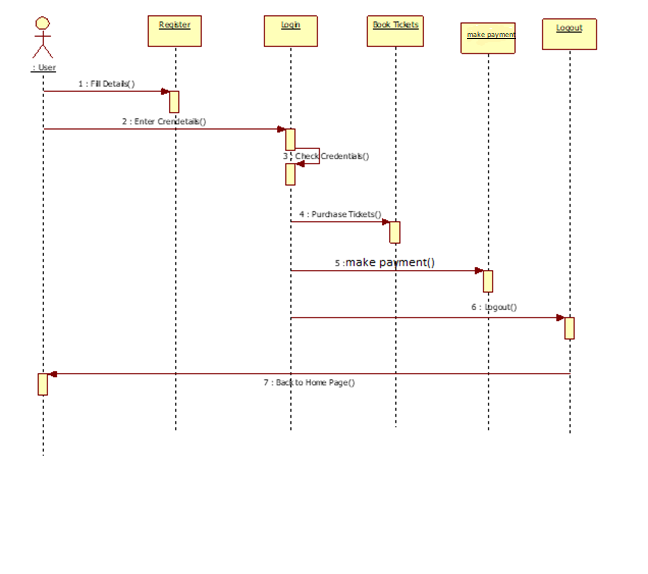 Register
Login
Book Tickets
make payment
Logout
: User
1 : Fill Details()
2 : Enter Crendetails()
3 : Check Credentials()
4 : Purchase Tickets()
5 :make payment()
6 : Logout()
7 : Back to Home Page()